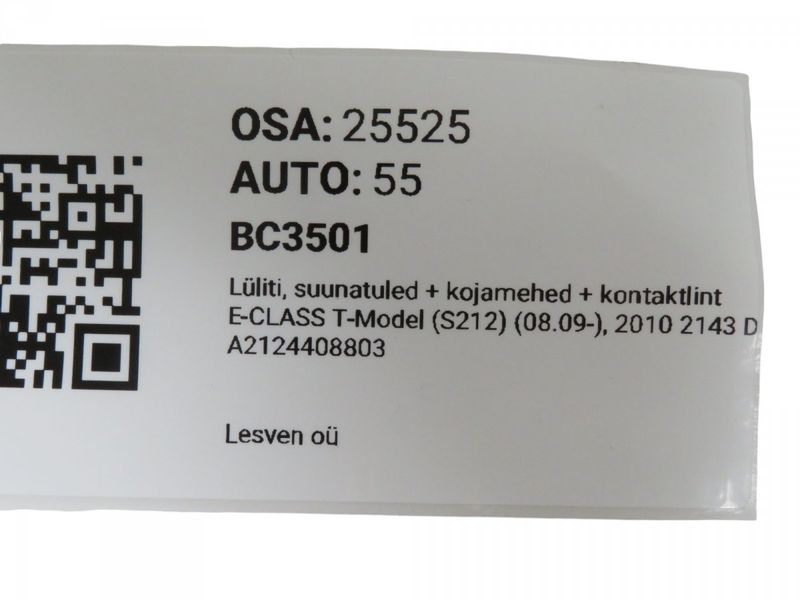 OSA: 25525
AUTO: 55
BC3501
Lüliti, suunatuled + kojamehed + kontaktlint
E-CLASS T-Model (S212) (08.09-), 2010 2143 D
A2124408803
Lesven oü